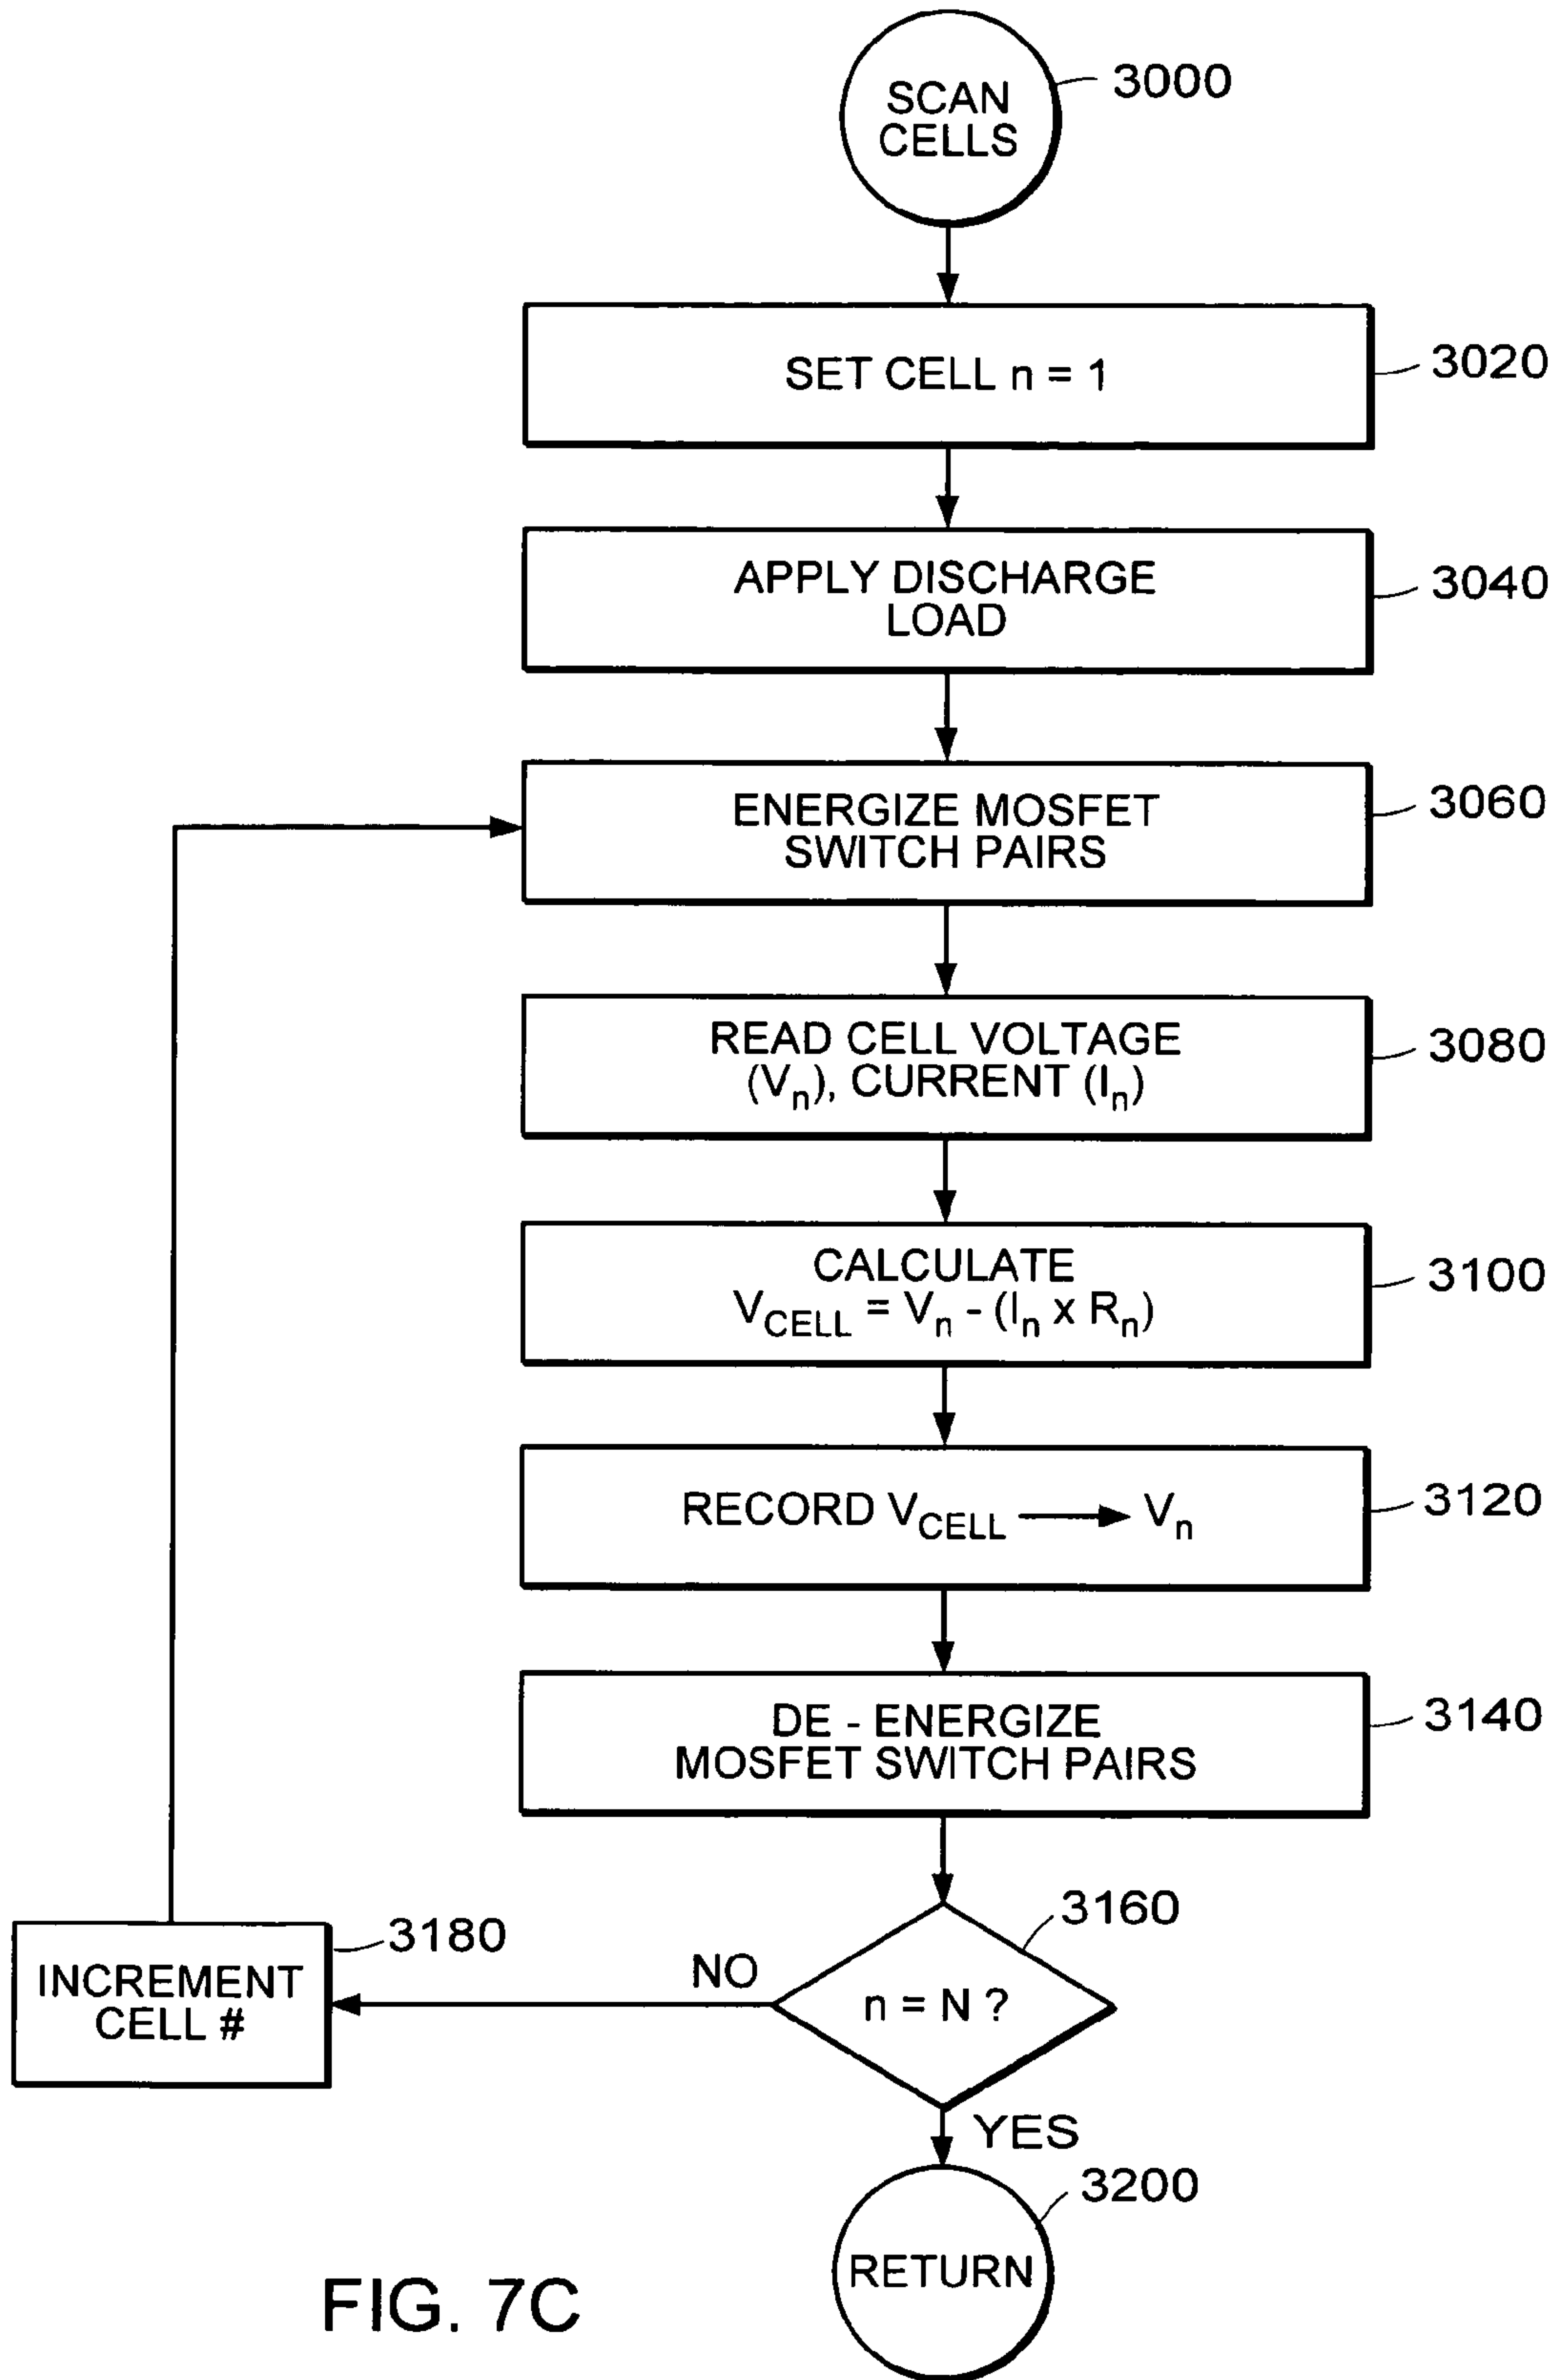 SCAN
CELLS
3000
SET CELL n = 1
3020
APPLY DISCHARGE
LOAD
3040
ENERGIZE MOSFET
SWITCH PAIRS
3060
READ CELL VOLTAGE
(Vn), CURRENT (In)
3080
CALCULATE
VCELL = Vn - (In x Rn)
3100
RECORD VCELL → Vn
3120
DE - ENERGIZE
MOSFET SWITCH PAIRS
3140
n = N ?
3160
NO
INCREMENT
CELL #
3180
YES
RETURN
3200
FIG. 7C